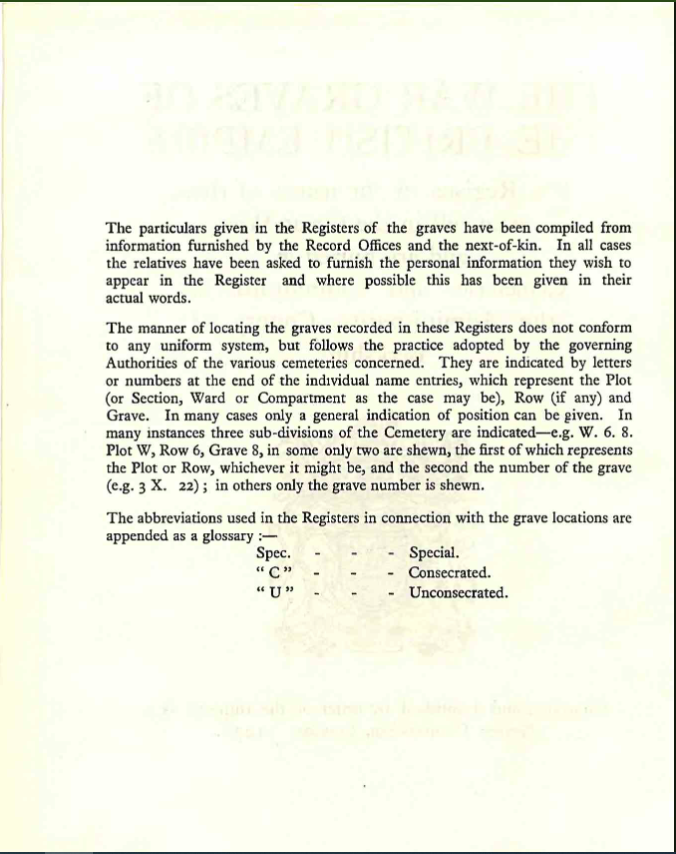 The particulars given in the Registers of the graves have been compiled from
information furnished by the Record Offices and the next-of-kin. In all cases
the relatives have been asked to furnish the personal information they wish to
appear in the Register and where possible this has been given in their
actual words.
The manner of locating the graves recorded in these Registers does not conform
to any uniform system, but follows the practice adopted by the governing
Authorities of the various cemeteries concerned. They are indicated by letters
or numbers at the end of the individual name entries, which represent the Plot
(or Section, Ward or Compartment as the case may be), Row (if any) and
Grave. In many cases only a general indication of position can be given. In
many instances three sub-divisions of the Cemetery are indicated—e.g. W. 6. 8.
Plot W, Row 6, Grave 8, in some only two are shewn, the first of which represents
the Plot or Row, whichever it might be, and the second the number of the grave
(e.g. 3 X. 22) ; in others only the grave number is shewn.
The abbreviations used in the Registers in connection with the grave locations are
appended as a glossary :—
Spec. - - - Special.
“ C ” - - - Consecrated.
“ U ” - - - Unconsecrated.